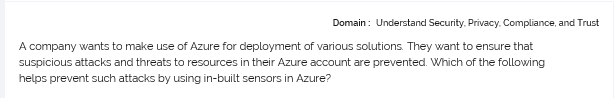 Domain : Understand Security, Privacy, Compliance, and Trust
A company wants to make use of Azure for deployment of various solutions. They want to ensure that
suspicious attacks and threats to resources in their Azure account are prevented. Which of the following
helps prevent such attacks by using in-built sensors in Azure?